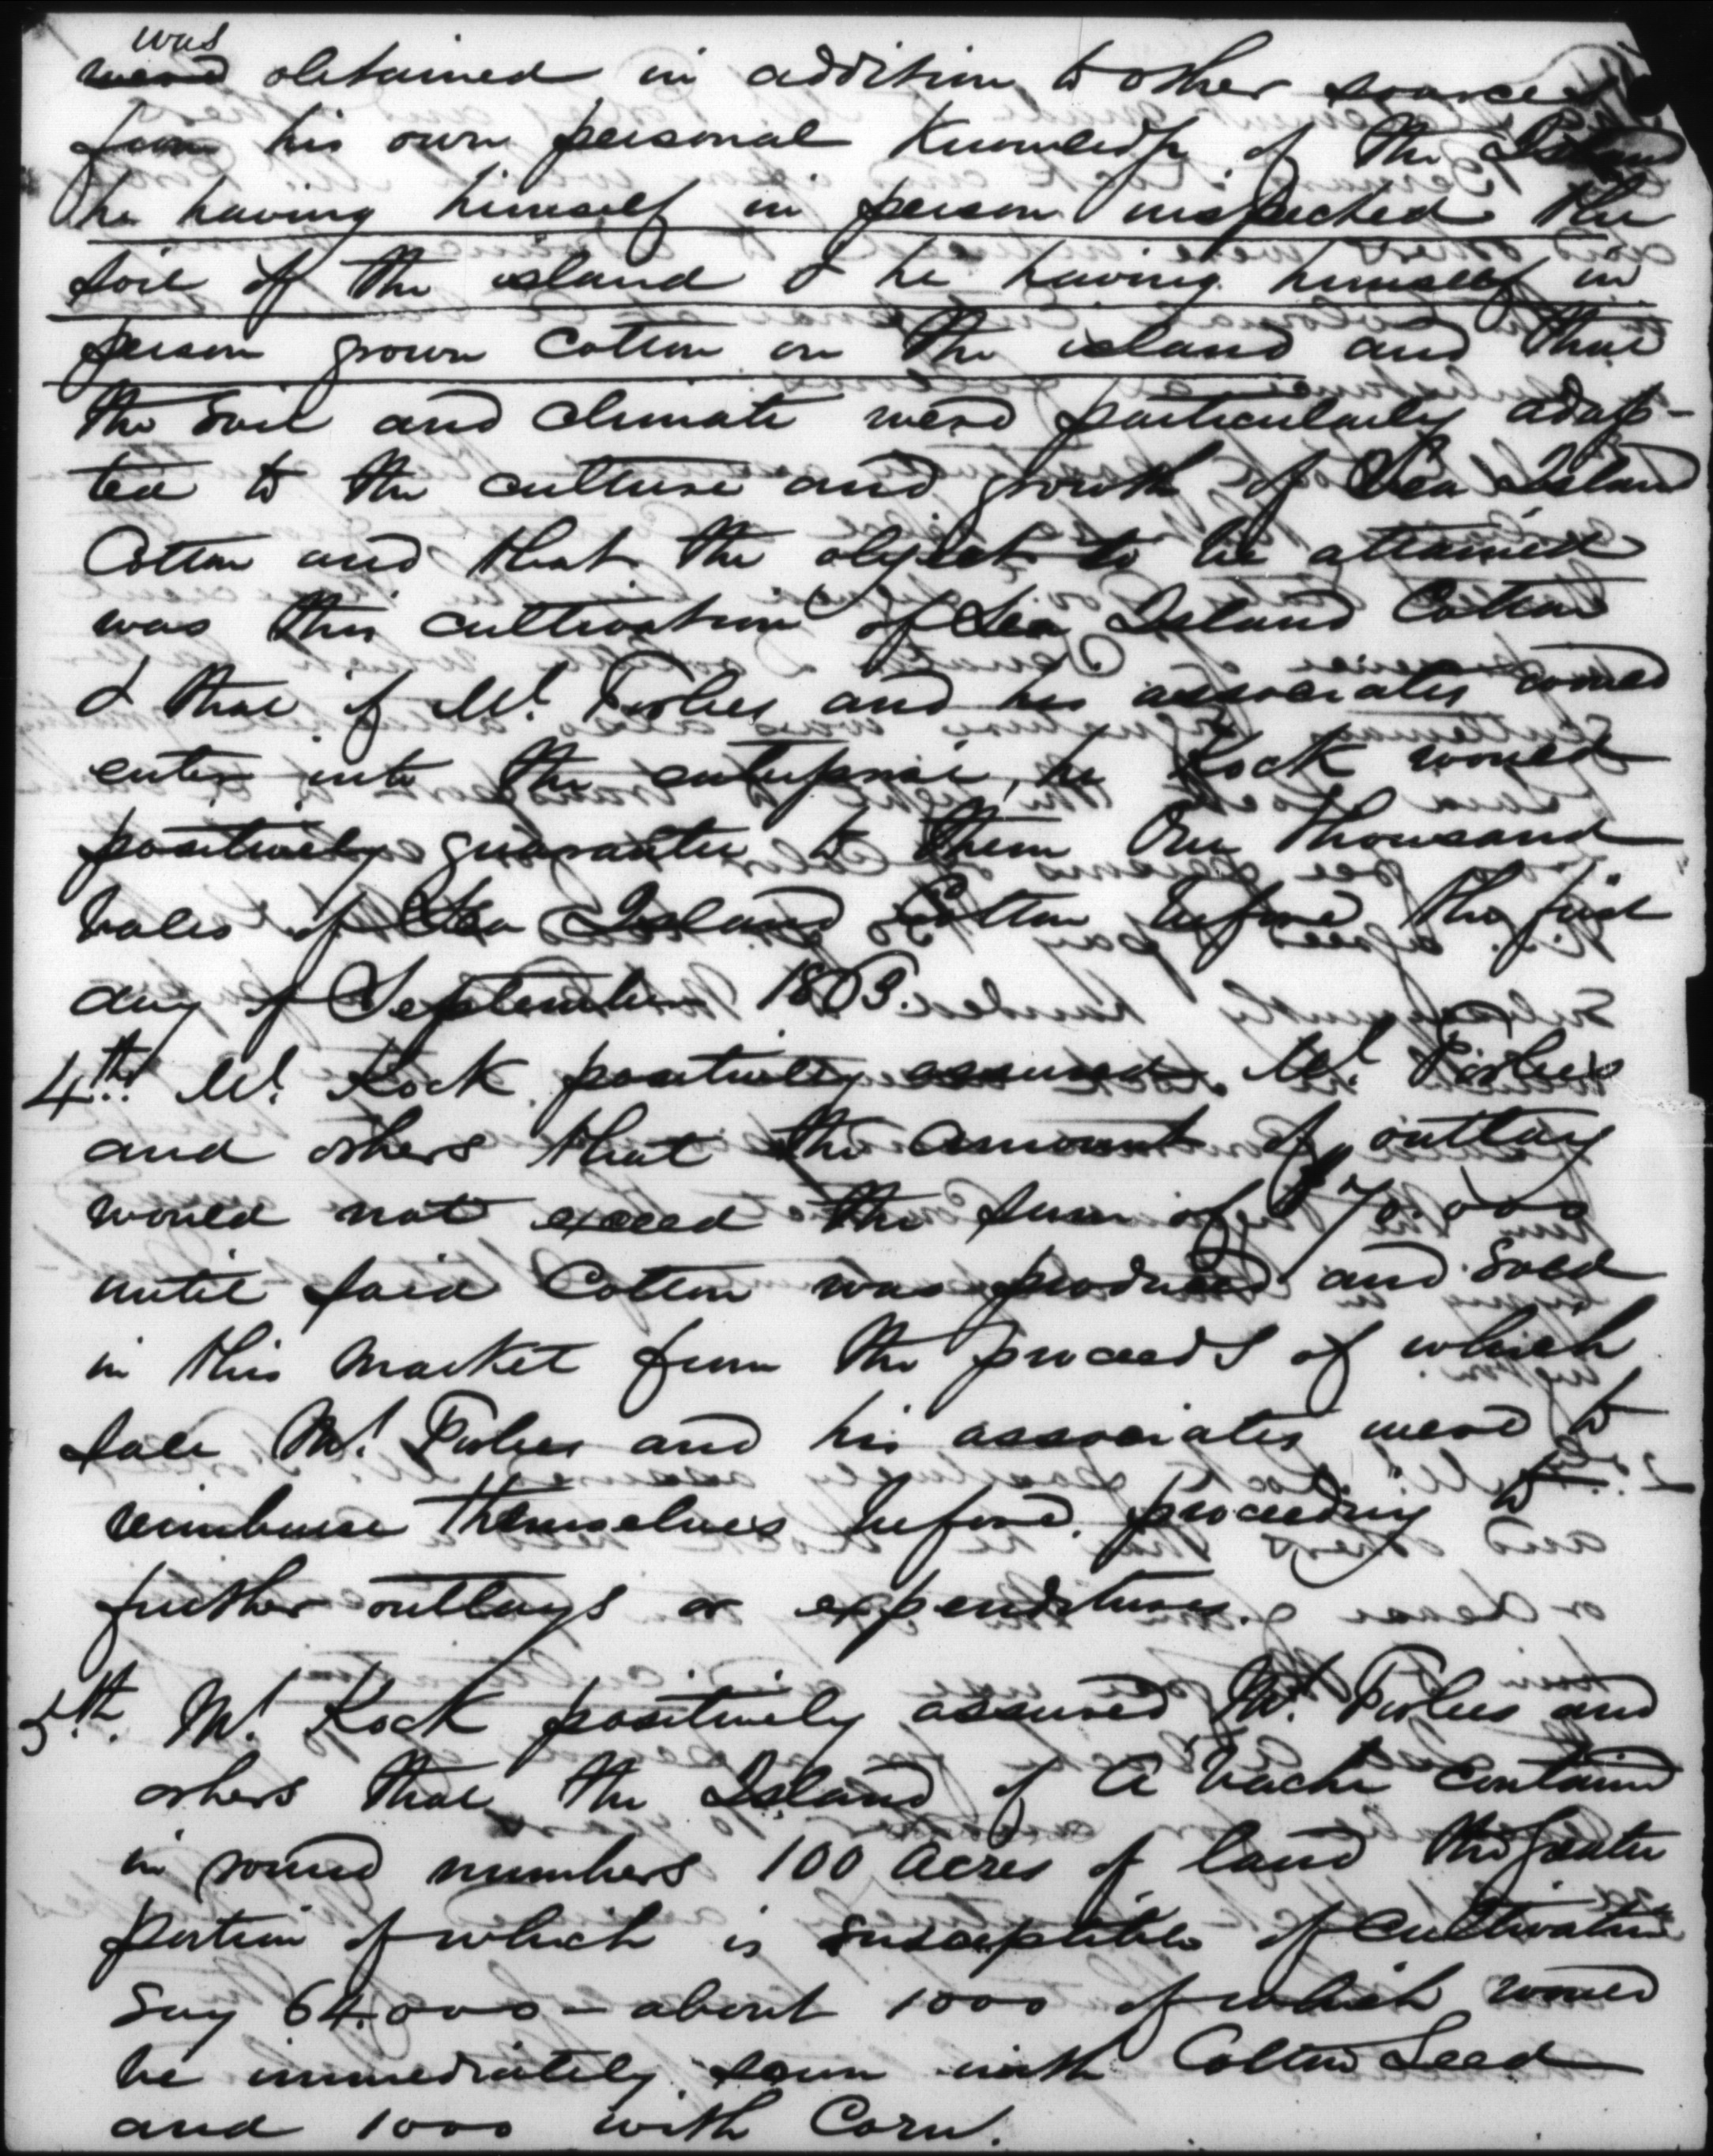 was
were obtained in addition to other sources
from his own personal Knowledge of the Island
he having himself in person inspected the
soil of the island & he having himself in
person grown Cotton on the island and that
the soil and climate were particularly adap-
ted to the culture and growth of Sea Island
Cotton and that the object to be attained
was this cultivation of Sea Island Cotton
& that if Mr. Forbes and his associates would
enter into the enterprise, he Kock would
positively guarantee to them One Thousand
bales of Sea Island Cotton before the first
day of September 1863.
4th. Mr. Kock positively assured Mr. Forbes
and others that the amount of outlay
would not exceed the sum of $70.000
until said Cotton was produced and sold
in this Market from the proceeds of which
sale Mr. Forbes and his associates were to
reimburse themselves before proceeding to
further outlays or expenditures.
5th. Mr. Kock positively assured Mr. Forbes and
others that the Island of A'Vache contained
in round numbers 100 Acres of land the greater
portion of which is susceptible of cultivation
Say 64.000 - about 1000 of which would
be immediately sown with Cotton Seed
and 1000 with Corn.